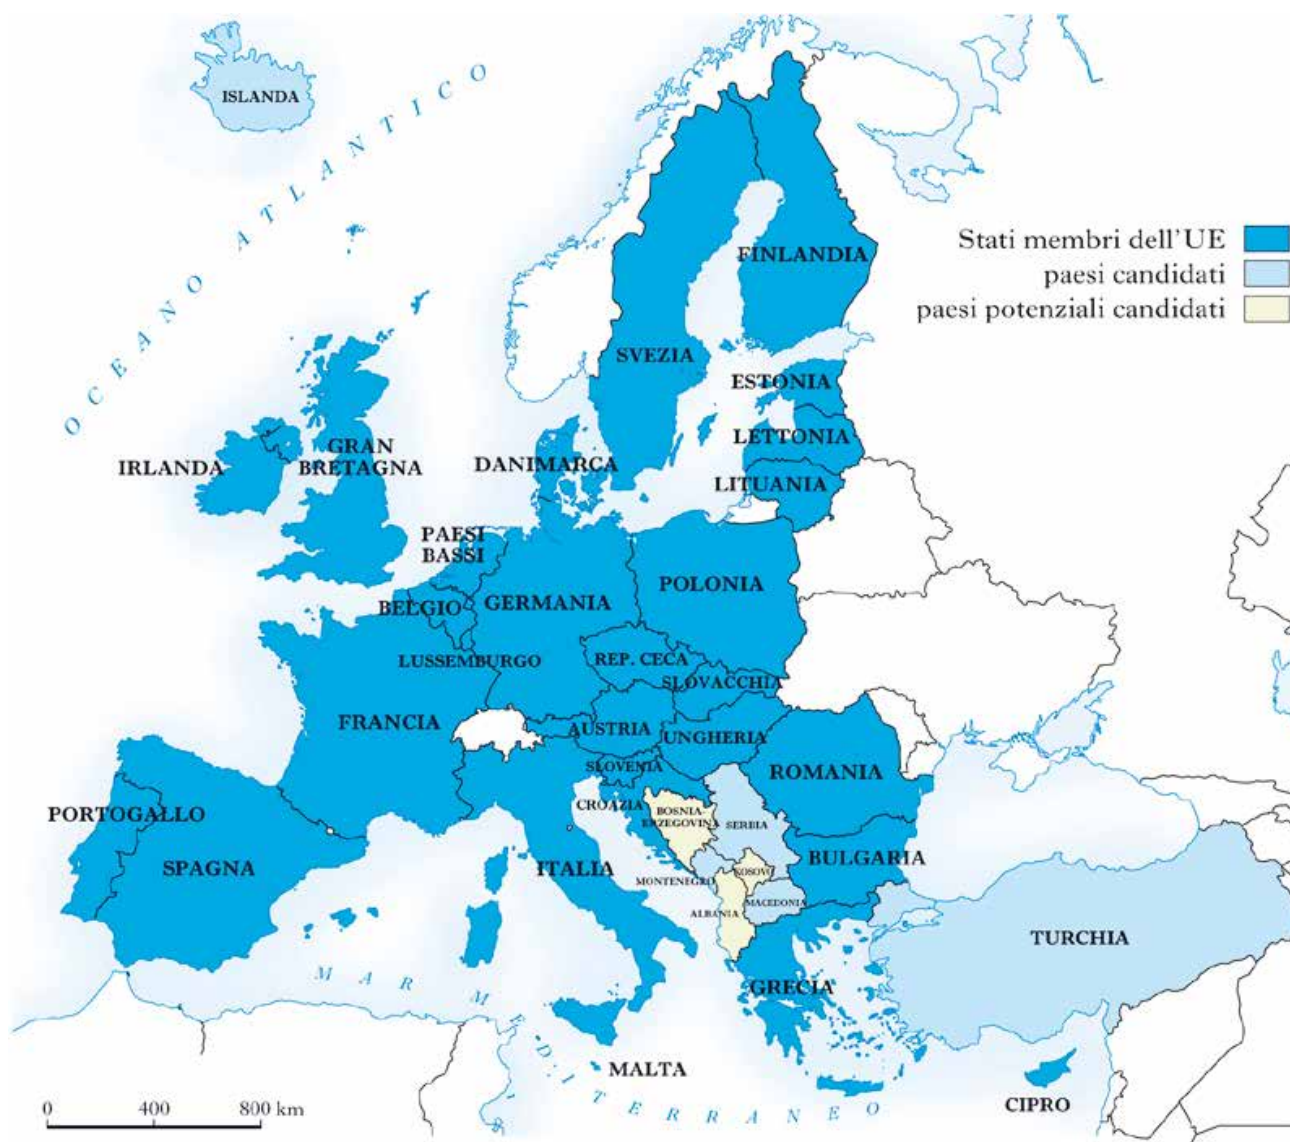 ISLANDA
OCEANO ATLANTICO
Stati membri dell'UE
paesi candidati
paesi potenziali candidati
FINLANDIA
SVEZIA
ESTONIA
LETTONIA
LITUANIA
IRLANDA
GRAN
BRETAGNA
DANIMARCA
PAESI
BASSI
POLONIA
BELGIO
GERMANIA
LUSSEMBURGO
REP. CECA
SLOVACCHIA
FRANCIA
AUSTRIA
UNGHERIA
SLOVENIA
ROMANIA
CROAZIA
BOSNIA-
ERZEGOVINA
SERBIA
PORTOGALLO
SPAGNA
ITALIA
BULGARIA
MONTENEGRO
KOSOVO
MACEDONIA
ALBANIA
TURCHIA
GRECIA
MAR MEDITERRANEO
MALTA
CIPRO
0 400 800 km